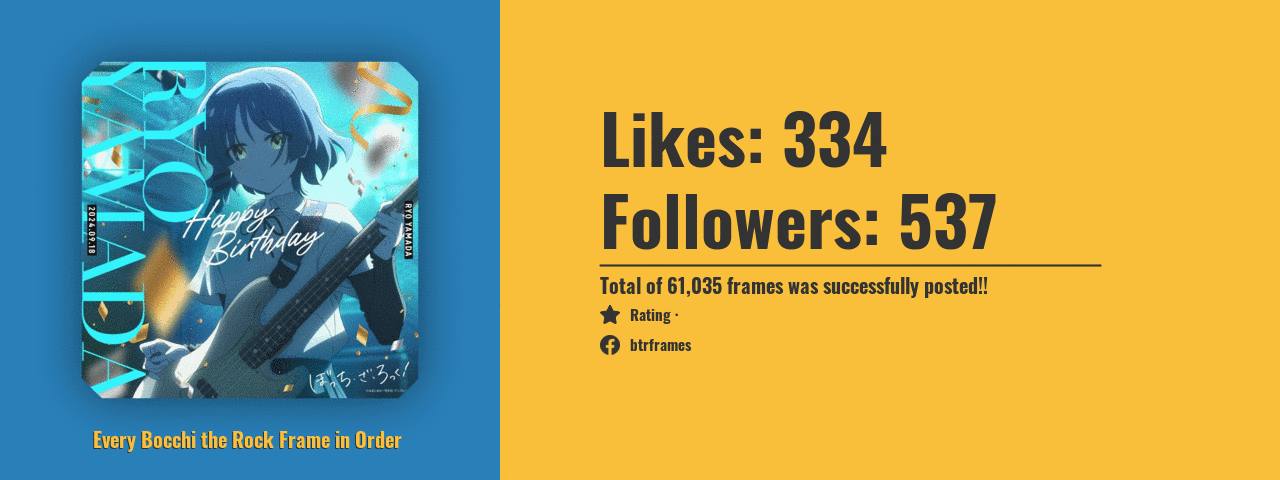 RYO
YAMADA
2024.09.18
RYO YAMADA
Happy
Birthday
ぼっち・ざ・ろっく!
Every Bocchi the Rock Frame in Order
Likes: 334
Followers: 537
Total of 61,035 frames was successfully posted!!
Rating ·
btrframes